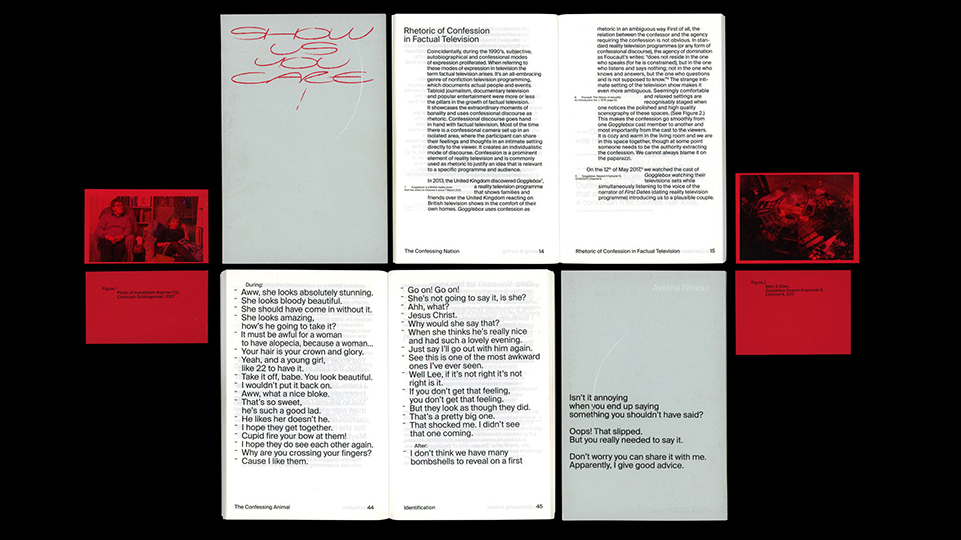 SHOW
US
YOU
CARE
!
Rhetoric of Confession
in Factual Television
Coincidentally, during the 1990's, subjective,
autobiographical and confessional modes
of expression proliferated. When referring to
these modes of expression in television the
term factual television arises. It's an all-embracing
genre of nonfiction television programming,
which documents actual people and events.
Tabloid journalism, documentary television
and popular entertainment were more or less
the pillars in the growth of factual television.
It showcases the extraordinary moments of
banality and uses confessional discourse as
rhetoric. Confessional discourse goes hand
in hand with factual television. Most of the time
there is a confessional camera set up in an
isolated area, where the participant can share
their feelings and thoughts in an intimate setting
directly to the viewer. It creates an individualistic
mode of discourse. Confession is a prominent
element of reality television and is commonly
used as rhetoric to justify an idea that is relevant
to a specific programme and audience.
In 2013, the United Kingdom discovered Gogglebox,
a reality television programme
that shows families and
friends over the United Kingdom reacting on
British television shows in the comfort of their
own homes. Gogglebox uses confession as
The Confessing Nation
14
rhetoric in an ambiguous way. First of all, the
relation between the confessor and the agency
requiring the confession is not obvious. In stan-
dard reality television programmes (or any form of
confessional discourse), the agency of domination
as Foucault's writes: "does not reside in the one
who speaks (for he is constrained), but in the one
who listens and says nothing; not in the one who
knows and answers, but the one who questions
and is not supposed to know." The strange inti-
mate setting of the television show makes it
even more ambiguous. Seemingly comfortable
and relaxed settings are
recognisably staged when
one notices the polished and high quality
scenography of these spaces. (See Figure 2.)
This makes the confession go smoothly from
one Gogglebox cast member to another and
most importantly from the cast to the viewers.
It is cozy and warm in the living room and we are
in this space together, though at some point
someone needs to be the authority extracting
the confession. We cannot always blame it on
the paparazzi.
On the 12th of May 2017, we watched the cast of
Gogglebox watching their
televisions while
simultaneously listening to the voice of the
narrator of First Dates (dating reality television
programme) introducing us to a plausible couple.
Rhetoric of Confession in Factual Television
15
Figure 1
Figure 2
During:
– Aww, she looks absolutely stunning.
– She looks bloody beautiful.
– She should have come in without it.
– She looks amazing,
how's he going to take it?
– It must be awful for a woman
to have alopecia, because a woman...
– Your hair is your crown and glory.
– Yeah, and a young girl,
like 22 to have it.
– Take it off, babe. You look beautiful.
– I wouldn't put it back on.
– Aww, what a nice bloke.
– That's so sweet,
he's such a good lad.
– He likes her doesn't he.
– I hope they get together.
– Cupid fire your bow at them!
– I hope they do see each other again.
– Why are you crossing your fingers?
– Cause I like them.
The Confessing Animal
44
– Go on! Go on!
– She's not going to say it, is she?
– Ahh, what?
– Jesus Christ.
– Why would she say that?
– When she thinks he's really nice
and had such a lovely evening.
– Just say I'll go out with him again.
– See this is one of the most awkward
ones I've ever seen.
– Well Lee, if it's not right it's not
right is it.
– If you don't get that feeling,
you don't get that feeling.
– But they look as though they did.
– That's a pretty big one.
– That shocked me. I didn't see
that one coming.
After:
– I don't think we have many
bombshells to reveal on a first
Identification
45
Isn't it annoying
when you end up saying
something you shouldn't have said?
Oops! That slipped.
But you really needed to say it.
Don't worry you can share it with me.
Apparently, I give good advice.